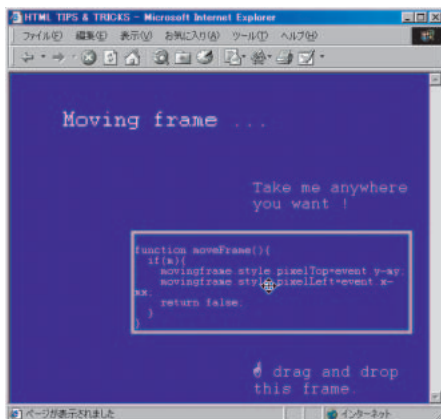 HTML TIPS & TRICKS - Microsoft Internet Explorer
ファイル(F) 編集(E) 表示(V) お気に入り(A) ツール(T) ヘルプ(H)
Moving frame ...
Take me anywhere
you want !
function moveFrame(){
if(m){
movingframe style pixelTop=event y-my;
movingframe style pixelLeft=event x-
mx;
return false;
}
}
drag and drop
this frame.
ページが表示されました インターネット